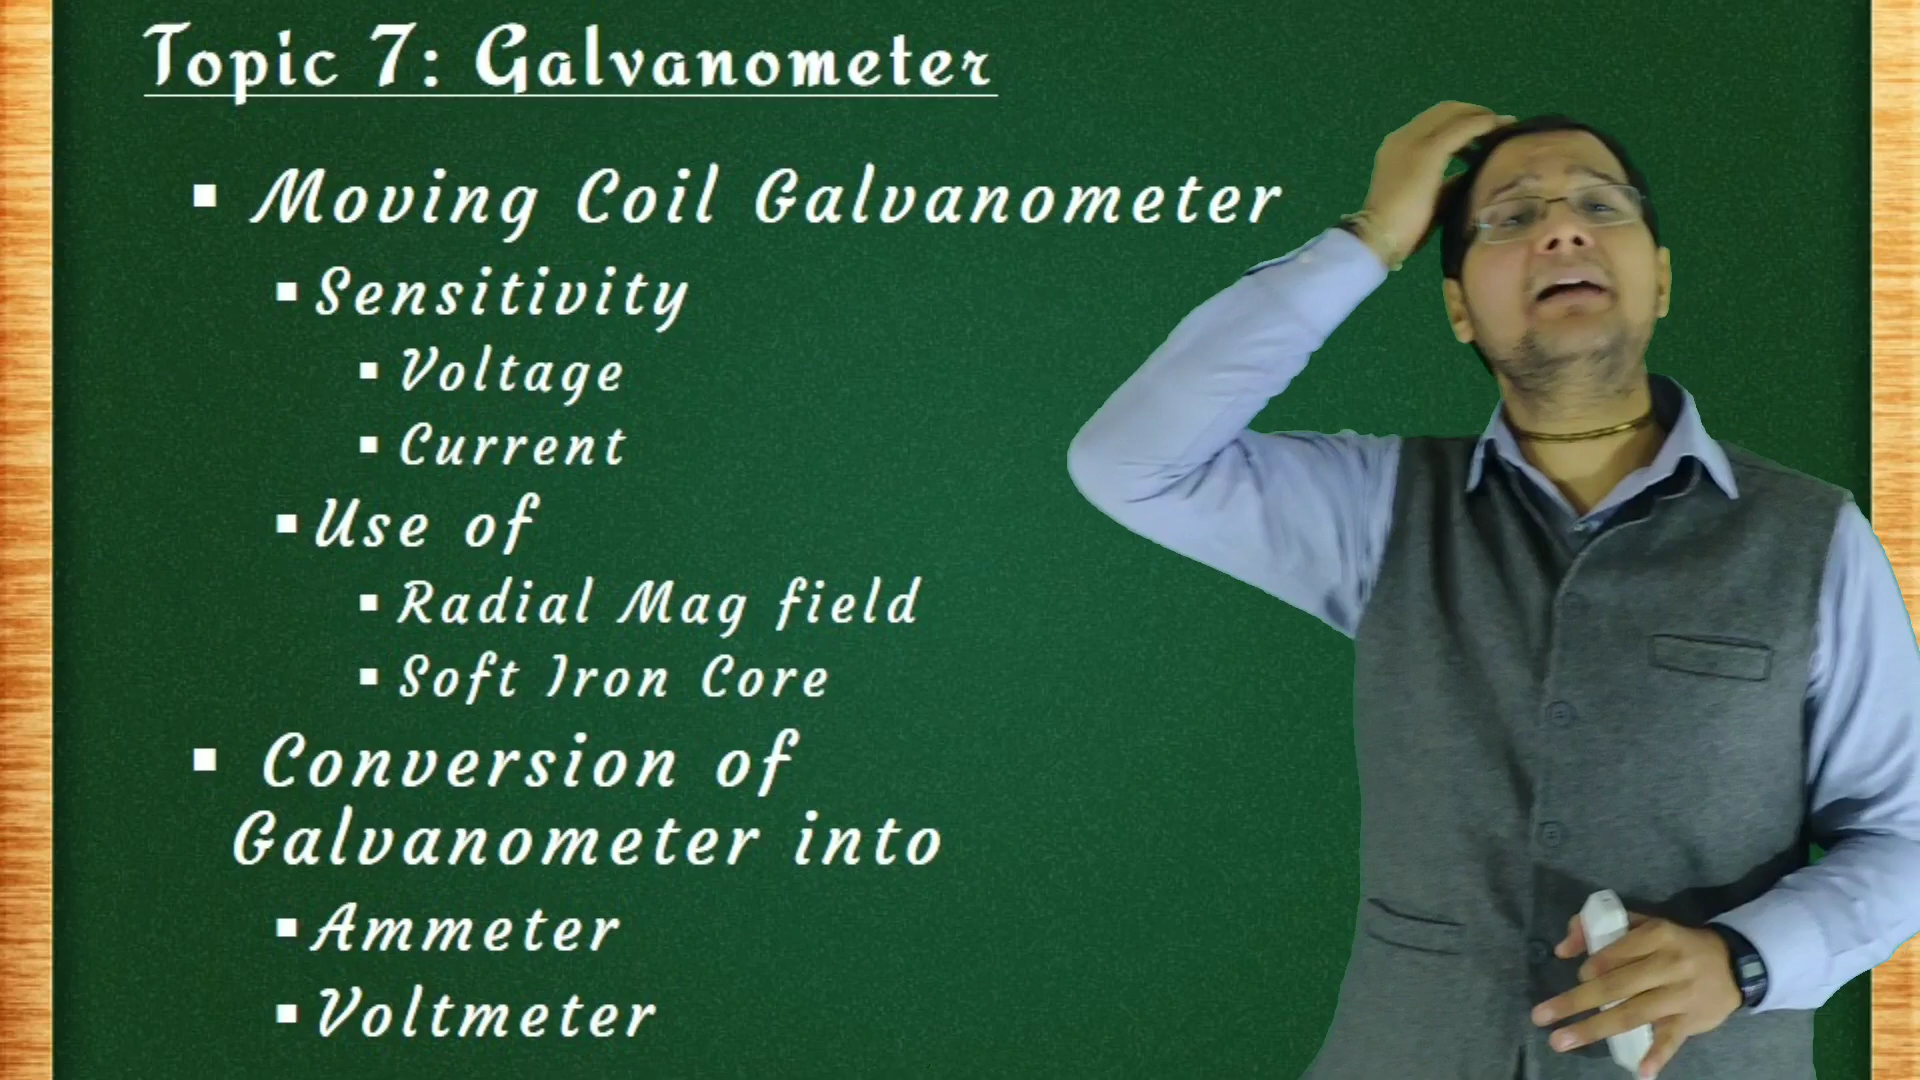 Topic 7: Galvanometer
▪ Moving Coil Galvanometer
▪ Sensitivity
▪ Voltage
▪ Current
▪ Use of
▪ Radial Mag field
▪ Soft Iron Core
▪ Conversion of
Galvanometer into
▪ Ammeter
▪ Voltmeter